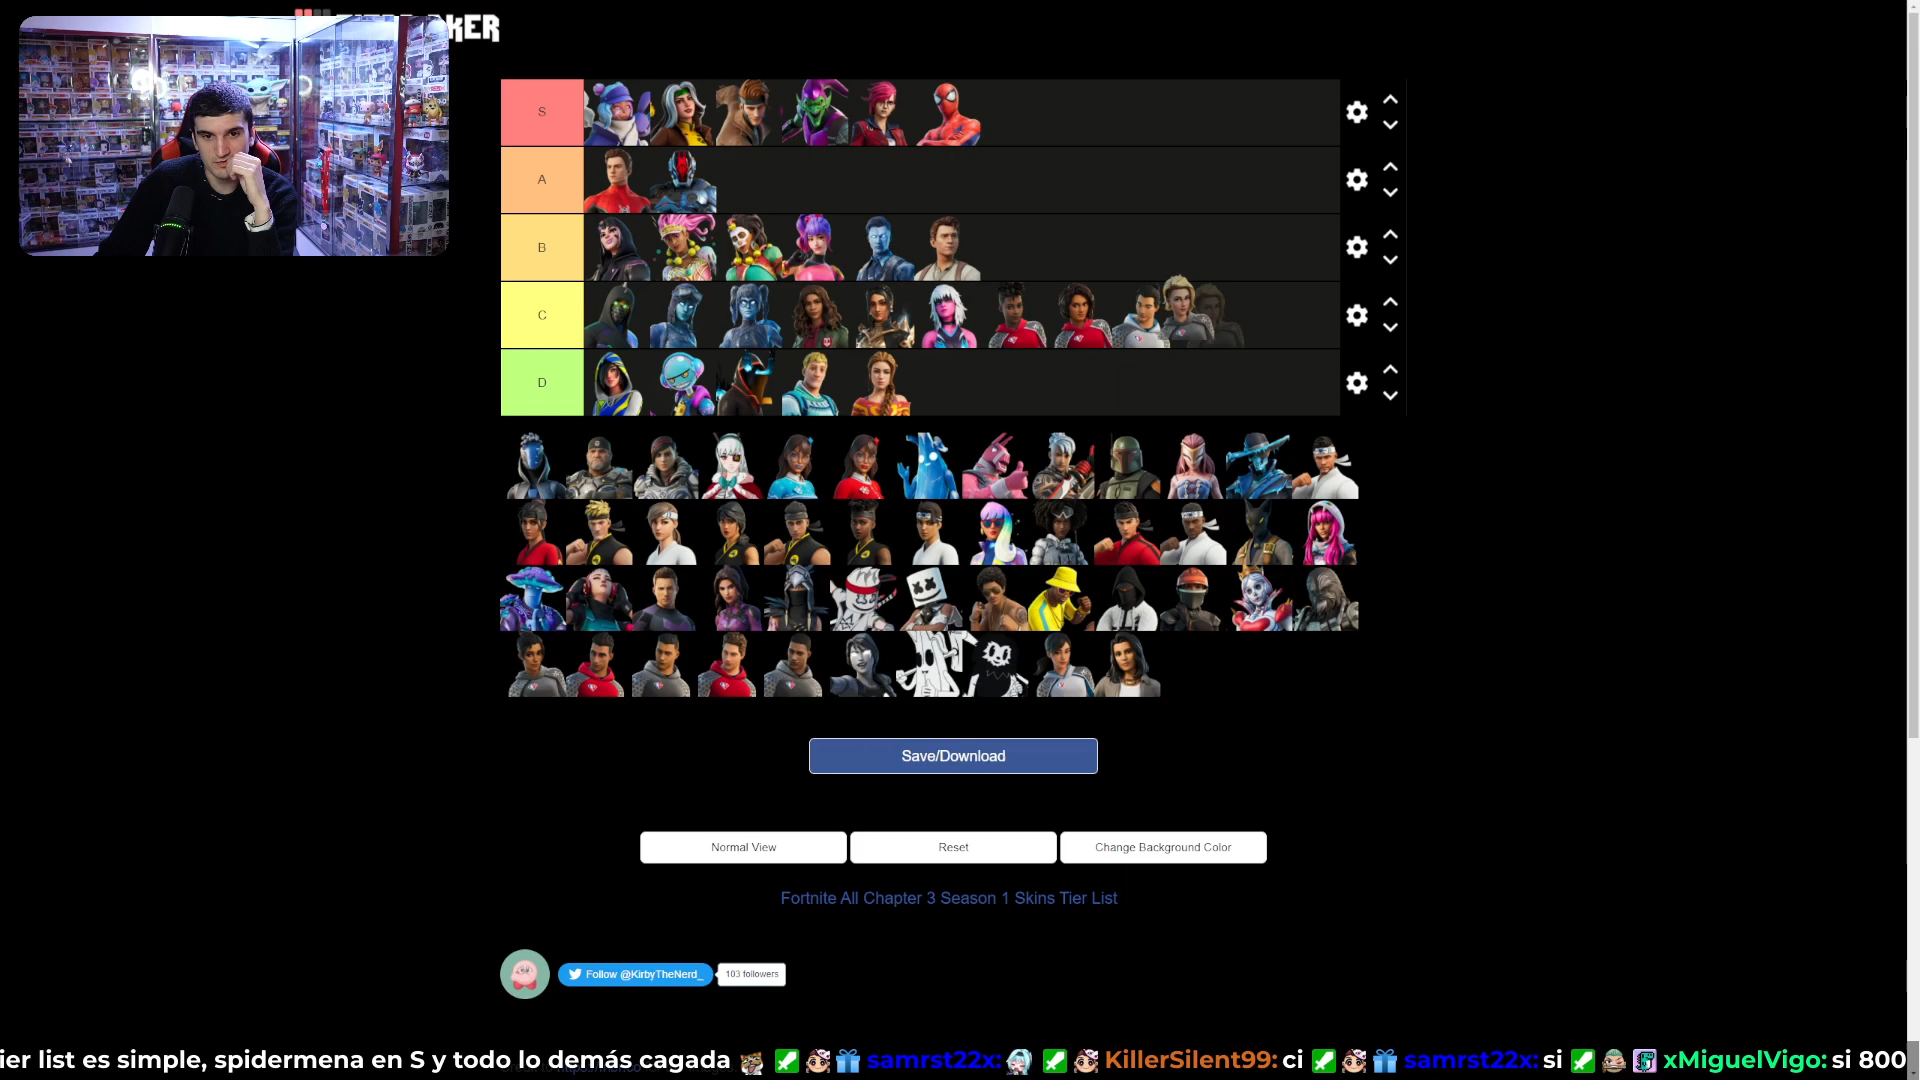 KER
S
A
B
C
D
Save/Download
Normal View
Reset
Change Background Color
Fortnite All Chapter 3 Season 1 Skins Tier List
Follow @KirbyTheNerd_
103 followers
ier list es simple, spidermena en S y todo lo demás cagada samrst22x: KillerSilent99: ci samrst22x: si xMiguelVigo: si 800